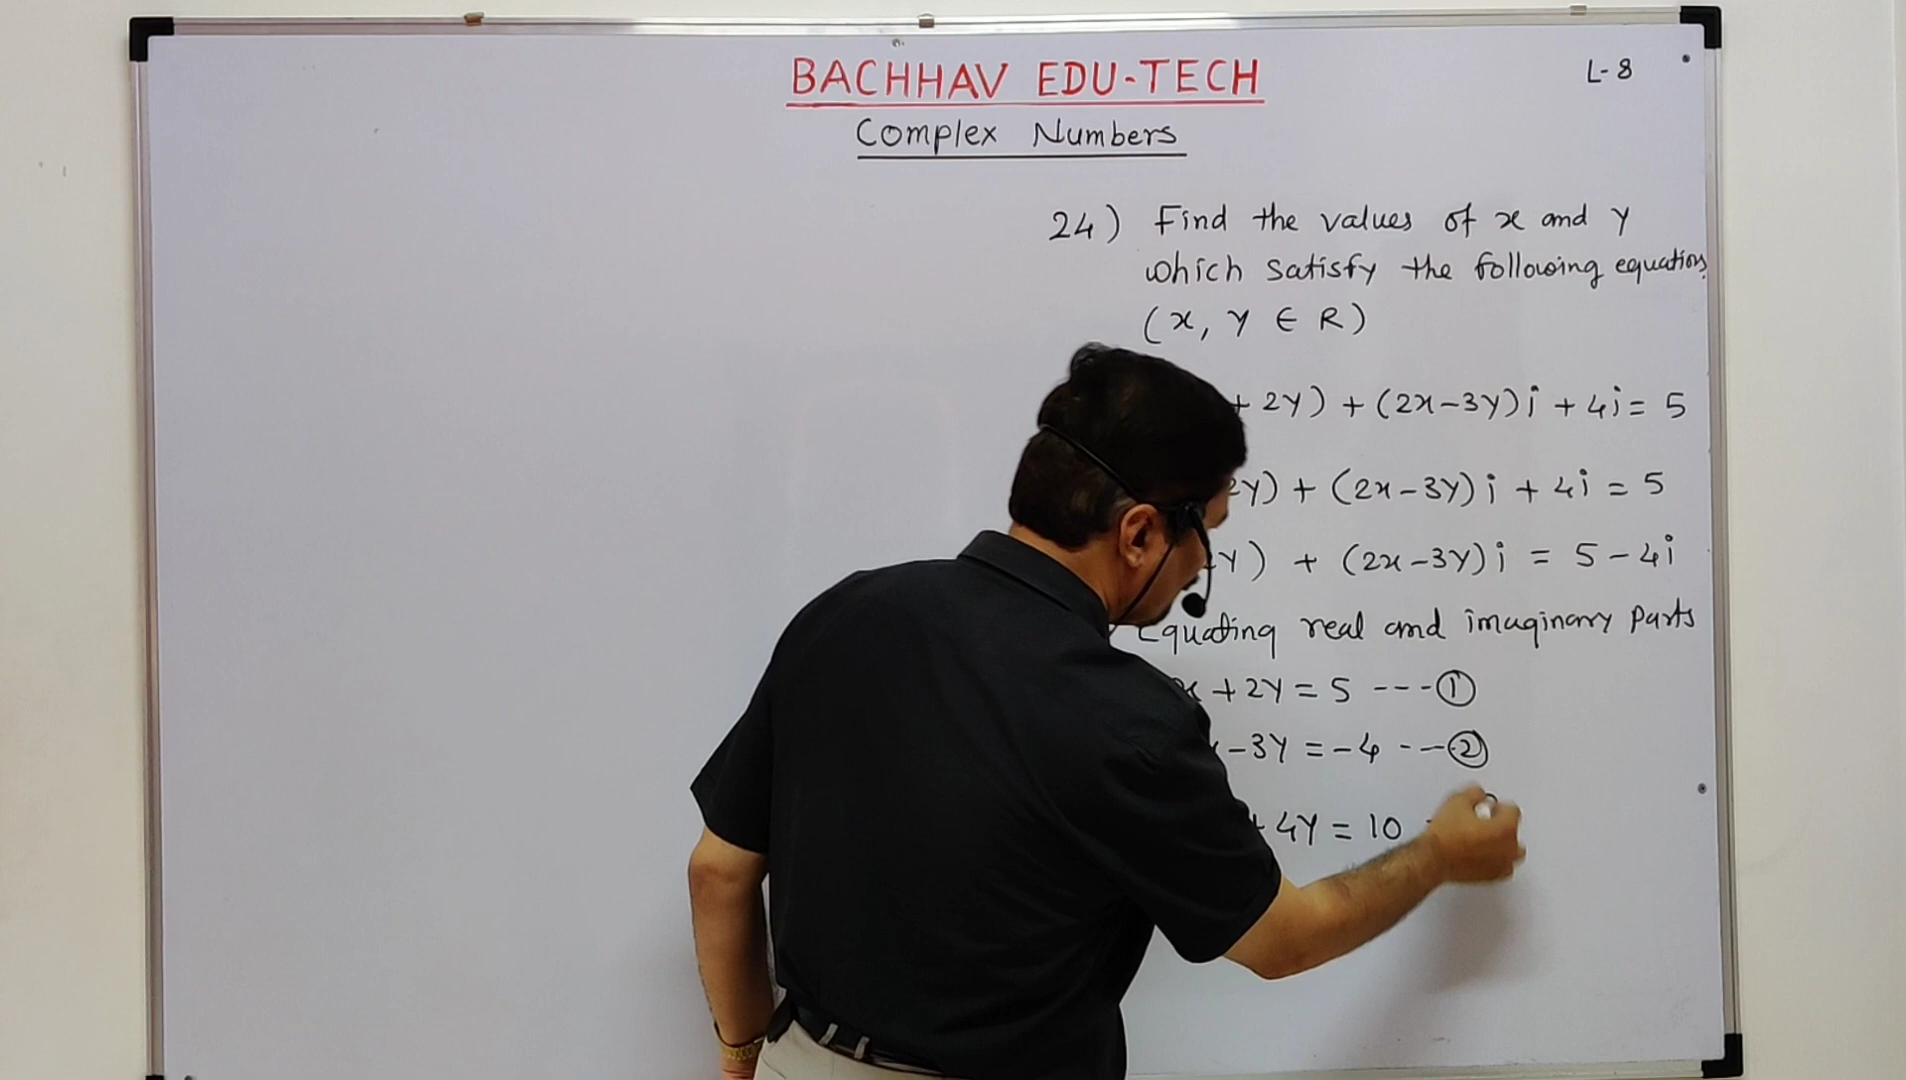 BACHHAV EDU-TECH
L-8
Complex Numbers
24) Find the values of x and y
which satisfy the following equations
(x, y ∈ R)
+ 2y) + (2x-3y)i + 4i = 5
2y) + (2x-3y)i + 4i = 5
2y) + (2x-3y)i = 5-4i
Equating real and imaginary parts
x + 2y = 5 ---①
-3y = -4 ---②
+ 4y = 10